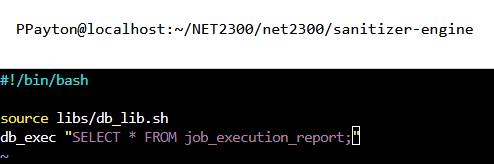 PPayton@localhost:~/NET2300/net2300/sanitizer-engine
#!/bin/bash
source libs/db_lib.sh
db_exec "SELECT * FROM job_execution_report;"
~